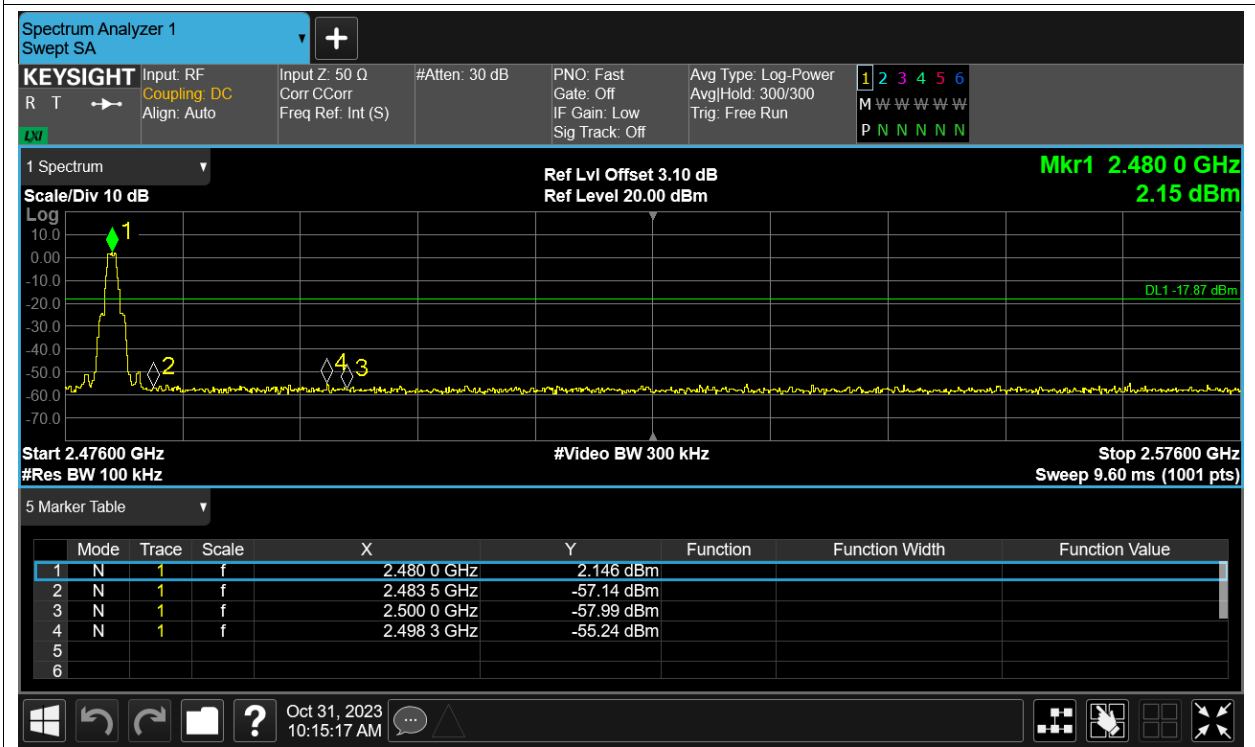 Spectrum Analyzer 1
Swept SA
KEYSIGHT Input: RF Input Z: 50 Ω #Atten: 30 dB PNO: Fast Avg Type: Log-Power 1 2 3 4 5 6
R T Coupling: DC Corr CCorr Gate: Off Avg|Hold: 300/300 M W W W W W
Align: Auto Freq Ref: Int (S) IF Gain: Low Trig: Free Run
LXI Sig Track: Off P N N N N N
1 Spectrum Ref Lvl Offset 3.10 dB Mkr1 2.480 0 GHz
Scale/Div 10 dB Ref Level 20.00 dBm 2.15 dBm
Log
10.0 1
0.00
-10.0
DL1 -17.87 dBm
-20.0
-30.0
-40.0
2 4 3
-50.0
-60.0
-70.0
Start 2.47600 GHz #Video BW 300 kHz Stop 2.57600 GHz
#Res BW 100 kHz Sweep 9.60 ms (1001 pts)
5 Marker Table
Mode Trace Scale X Y Function Function Width Function Value
1 N 1 f 2.480 0 GHz 2.146 dBm
2 N 1 f 2.483 5 GHz -57.14 dBm
3 N 1 f 2.500 0 GHz -57.99 dBm
4 N 1 f 2.498 3 GHz -55.24 dBm
5
6
? Oct 31, 2023
10:15:17 AM